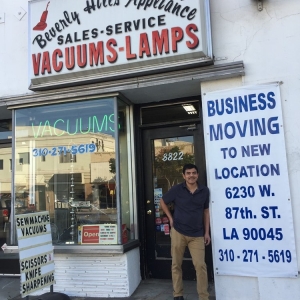 Beverly Hills Appliance
SALES-SERVICE
VACUUMS-LAMPS
VACUUMS
310-271-5619
8822
Open
SEW MACHINE
VACUUMS
SCISSORS
KNIFE
SHARPENING
BUSINESS
MOVING
TO NEW
LOCATION
6230 W.
87th. ST.
LA 90045
310-271-5619